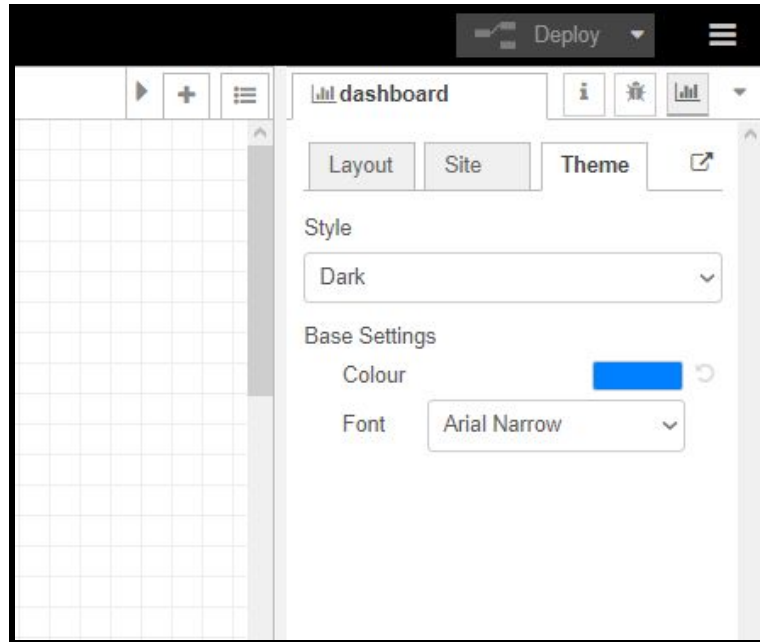 Deploy
dashboard
Layout Site Theme
Style
Dark
Base Settings
Colour
Font Arial Narrow